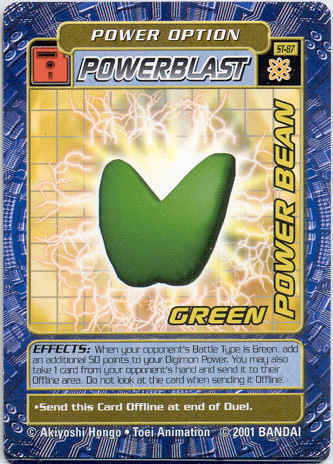 POWER OPTION
ST-87
POWERBLAST
GREEN
POWER BEAN
EFFECTS: When your opponent's Battle Type is Green, add
an additional 50 points to your Digimon Power. You may also
take 1 card from your opponent's hand and send it to their
Offline area. Do not look at the card when sending it Offline.
•Send this Card Offline at end of Duel.
© Akiyoshi Hongo • Toei Animation © 2001 BANDAI